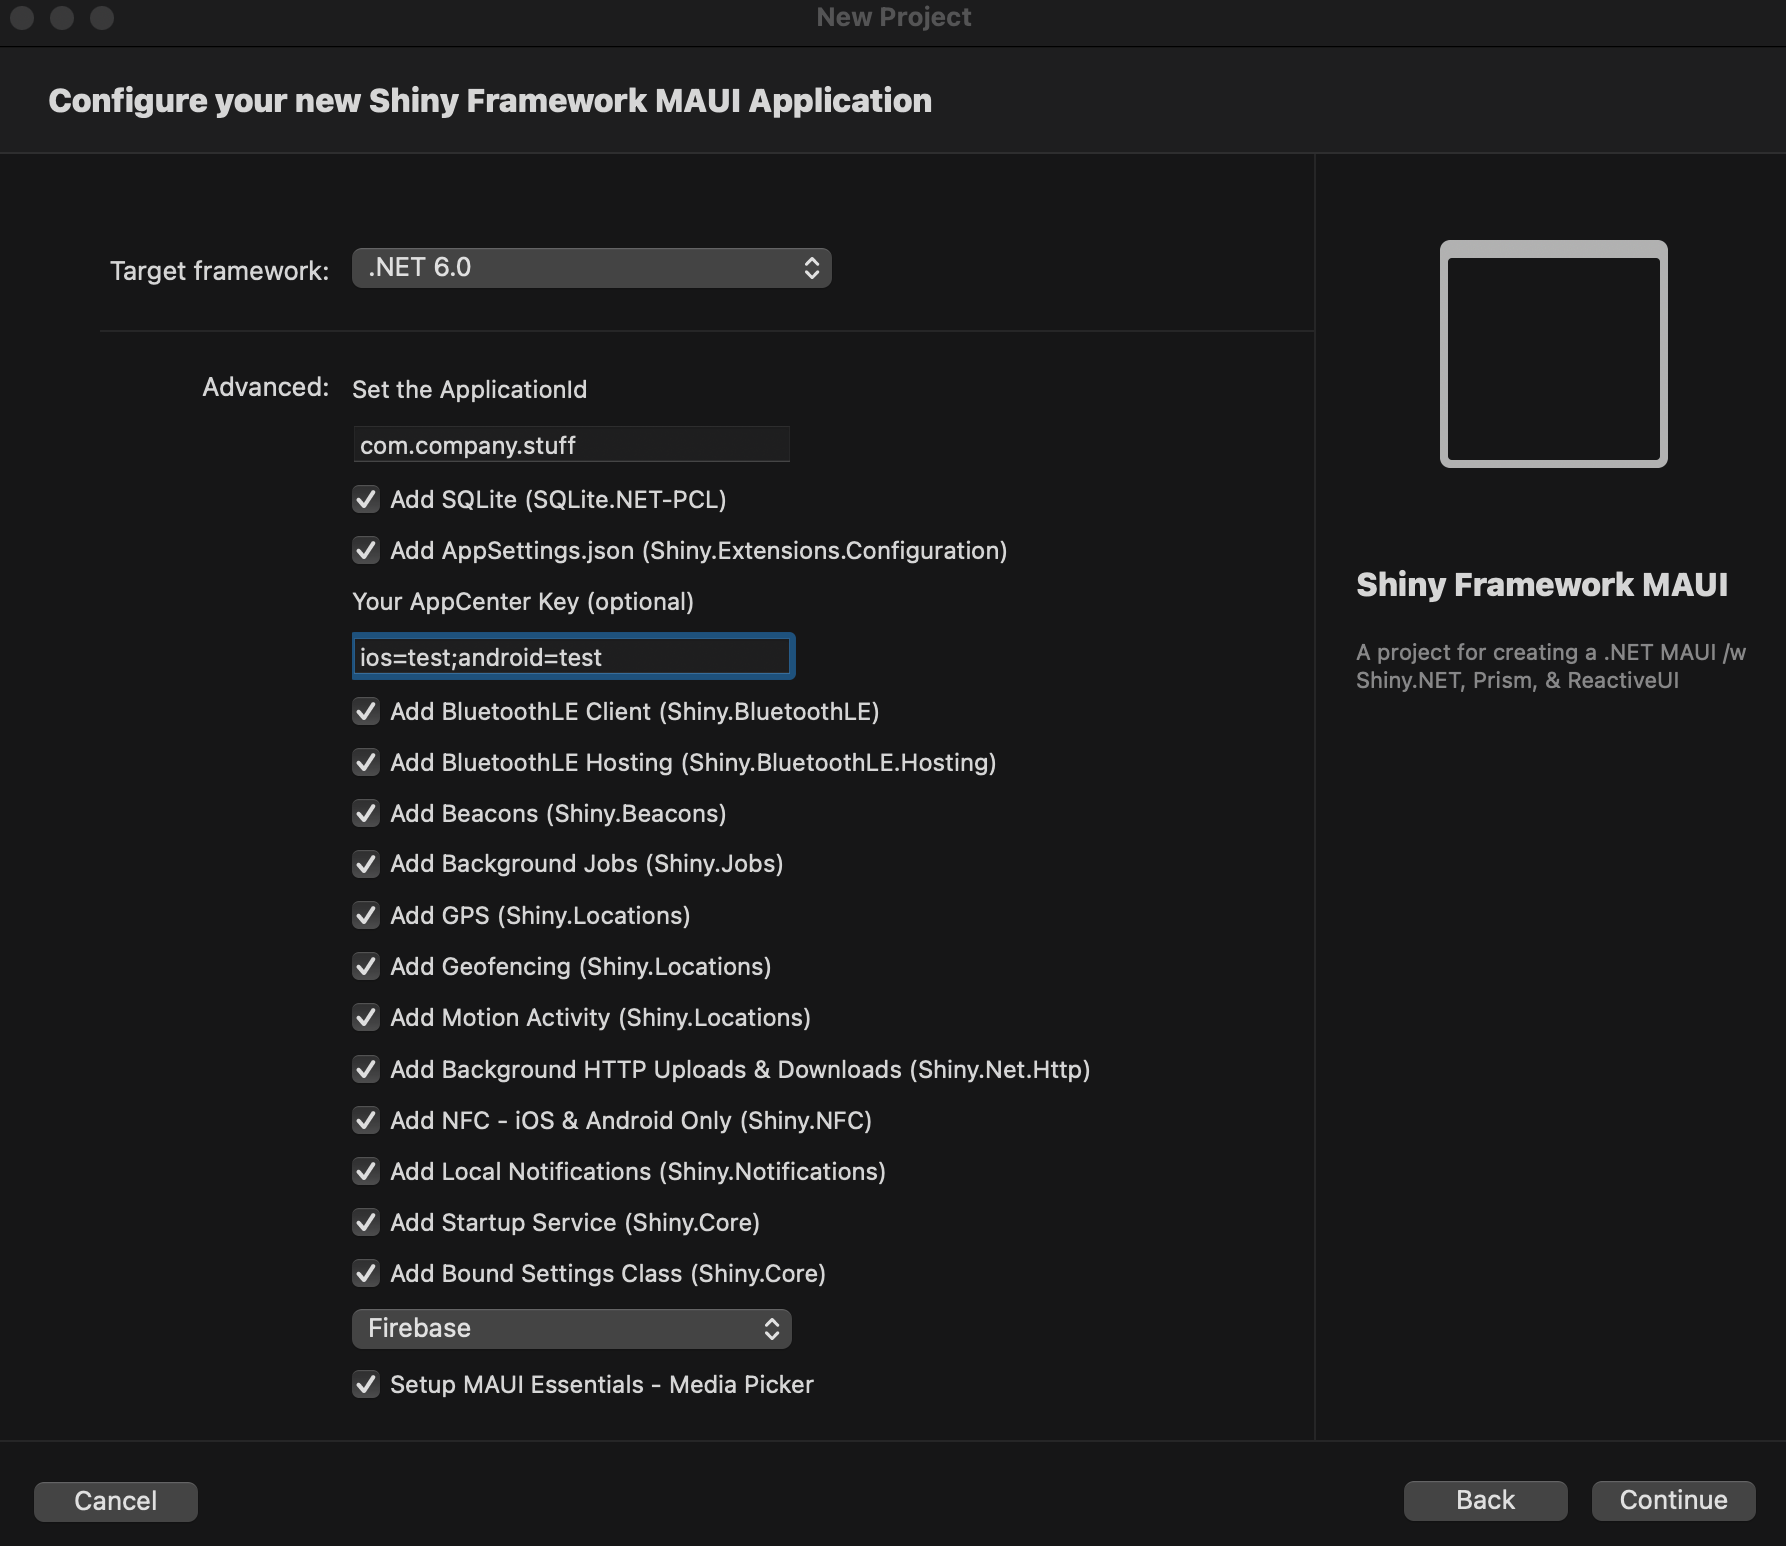 New Project
Configure your new Shiny Framework MAUI Application
Target framework:
.NET 6.0
Advanced:
Set the ApplicationId
com.company.stuff
Add SQLite (SQLite.NET-PCL)
Add AppSettings.json (Shiny.Extensions.Configuration)
Your AppCenter Key (optional)
ios=test;android=test
Add BluetoothLE Client (Shiny.BluetoothLE)
Add BluetoothLE Hosting (Shiny.BluetoothLE.Hosting)
Add Beacons (Shiny.Beacons)
Add Background Jobs (Shiny.Jobs)
Add GPS (Shiny.Locations)
Add Geofencing (Shiny.Locations)
Add Motion Activity (Shiny.Locations)
Add Background HTTP Uploads & Downloads (Shiny.Net.Http)
Add NFC - iOS & Android Only (Shiny.NFC)
Add Local Notifications (Shiny.Notifications)
Add Startup Service (Shiny.Core)
Add Bound Settings Class (Shiny.Core)
Firebase
Setup MAUI Essentials - Media Picker
Shiny Framework MAUI
A project for creating a .NET MAUI /w
Shiny.NET, Prism, & ReactiveUI
Cancel
Back
Continue